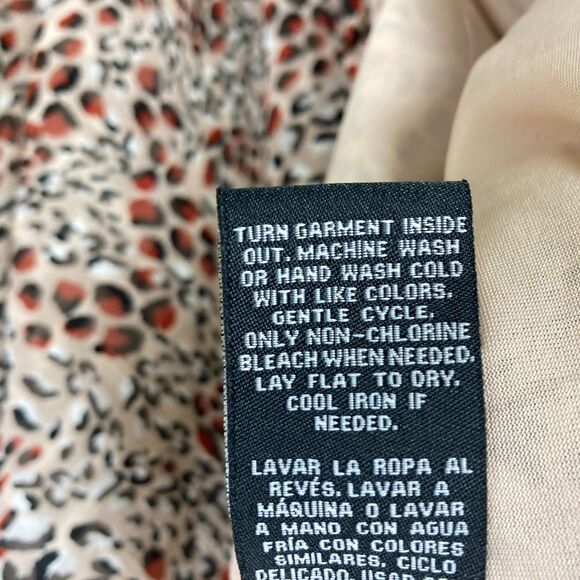 TURN GARMENT INSIDE
OUT. MACHINE WASH
OR HAND WASH COLD
WITH LIKE COLORS.
GENTLE CYCLE.
ONLY NON-CHLORINE
BLEACH WHEN NEEDED.
LAY FLAT TO DRY.
COOL IRON IF
NEEDED.
LAVAR LA ROPA AL
REVÉS. LAVAR A
MÁQUINA O LAVAR
A MANO CON AGUA
FRÍA CON COLORES
SIMILARES. CICLO
DELICADO.